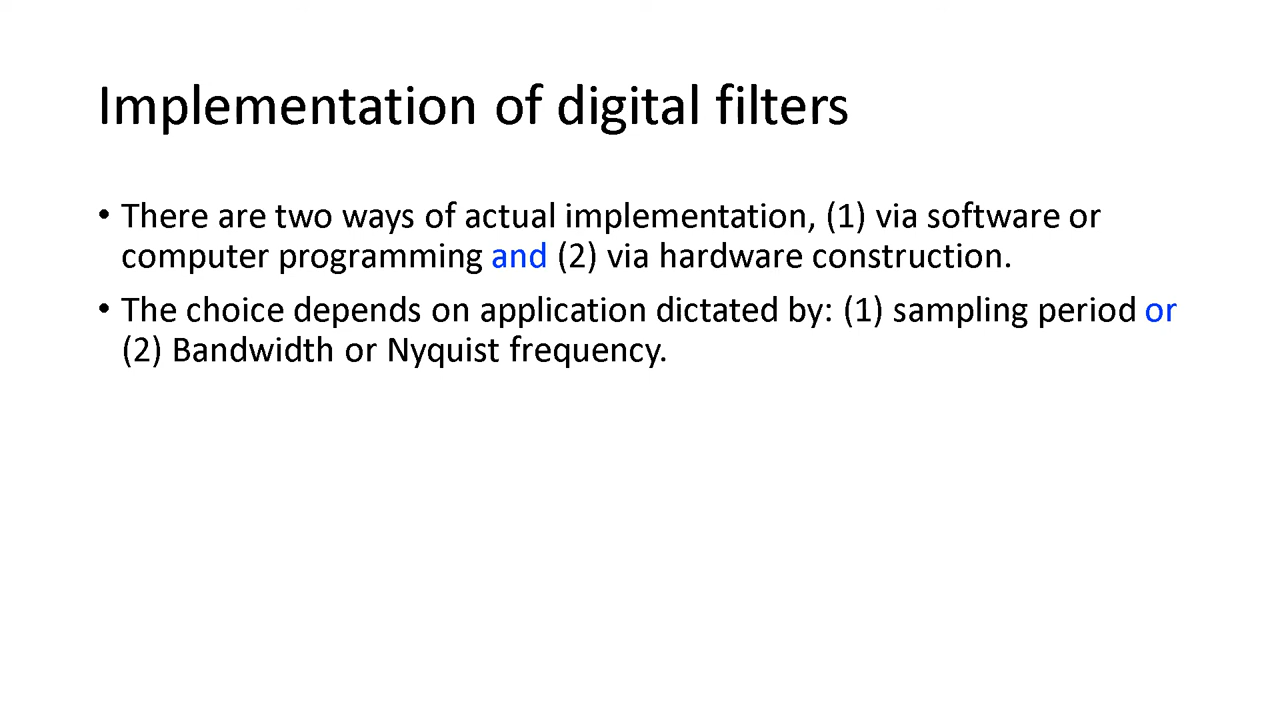 Implementation of digital filters
• There are two ways of actual implementation, (1) via software or
computer programming and (2) via hardware construction.
• The choice depends on application dictated by: (1) sampling period or
(2) Bandwidth or Nyquist frequency.